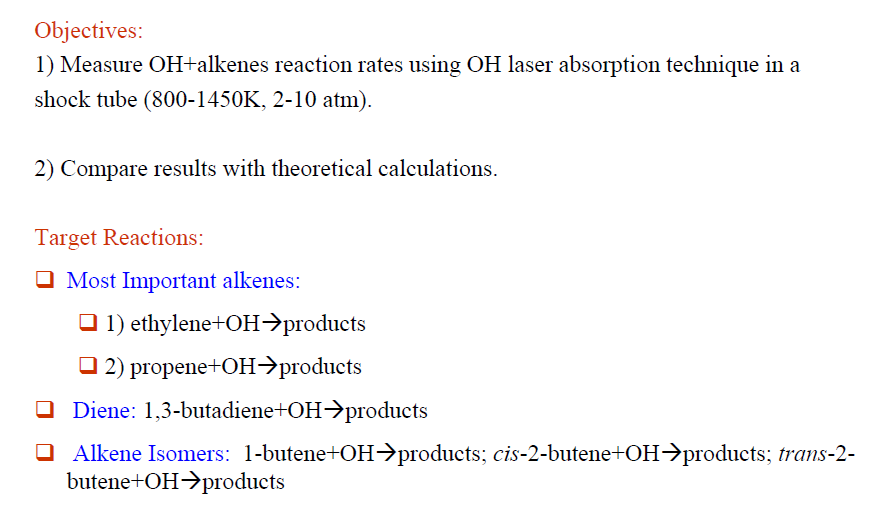 Objectives:
1) Measure OH+alkenes reaction rates using OH laser absorption technique in a
shock tube (800-1450K, 2-10 atm).
2) Compare results with theoretical calculations.
Target Reactions:
❑ Most Important alkenes:
❑ 1) ethylene+OH→products
❑ 2) propene+OH→products
❑ Diene: 1,3-butadiene+OH→products
❑ Alkene Isomers: 1-butene+OH→products; cis-2-butene+OH→products; trans-2-
butene+OH→products